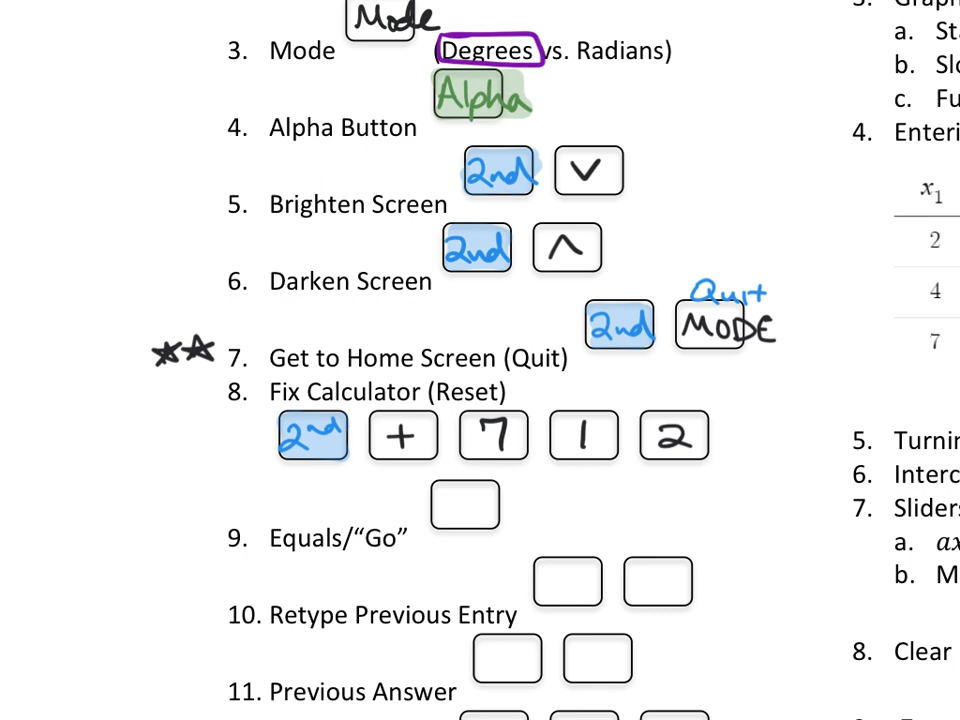 Mode
3. Mode (Degrees vs. Radians)
Alpha
4. Alpha Button
2nd ∨
5. Brighten Screen
2nd ∧
6. Darken Screen
Quit
2nd MODE
7. Get to Home Screen (Quit)
8. Fix Calculator (Reset)
2nd + 7 1 2
9. Equals/“Go”
10. Retype Previous Entry
11. Previous Answer
a. St
b. Slo
c. Fu
4. Enteri
x₁
2
4
7
5. Turnin
6. Interc
7. Sliders
a. ax
b. M
8. Clear